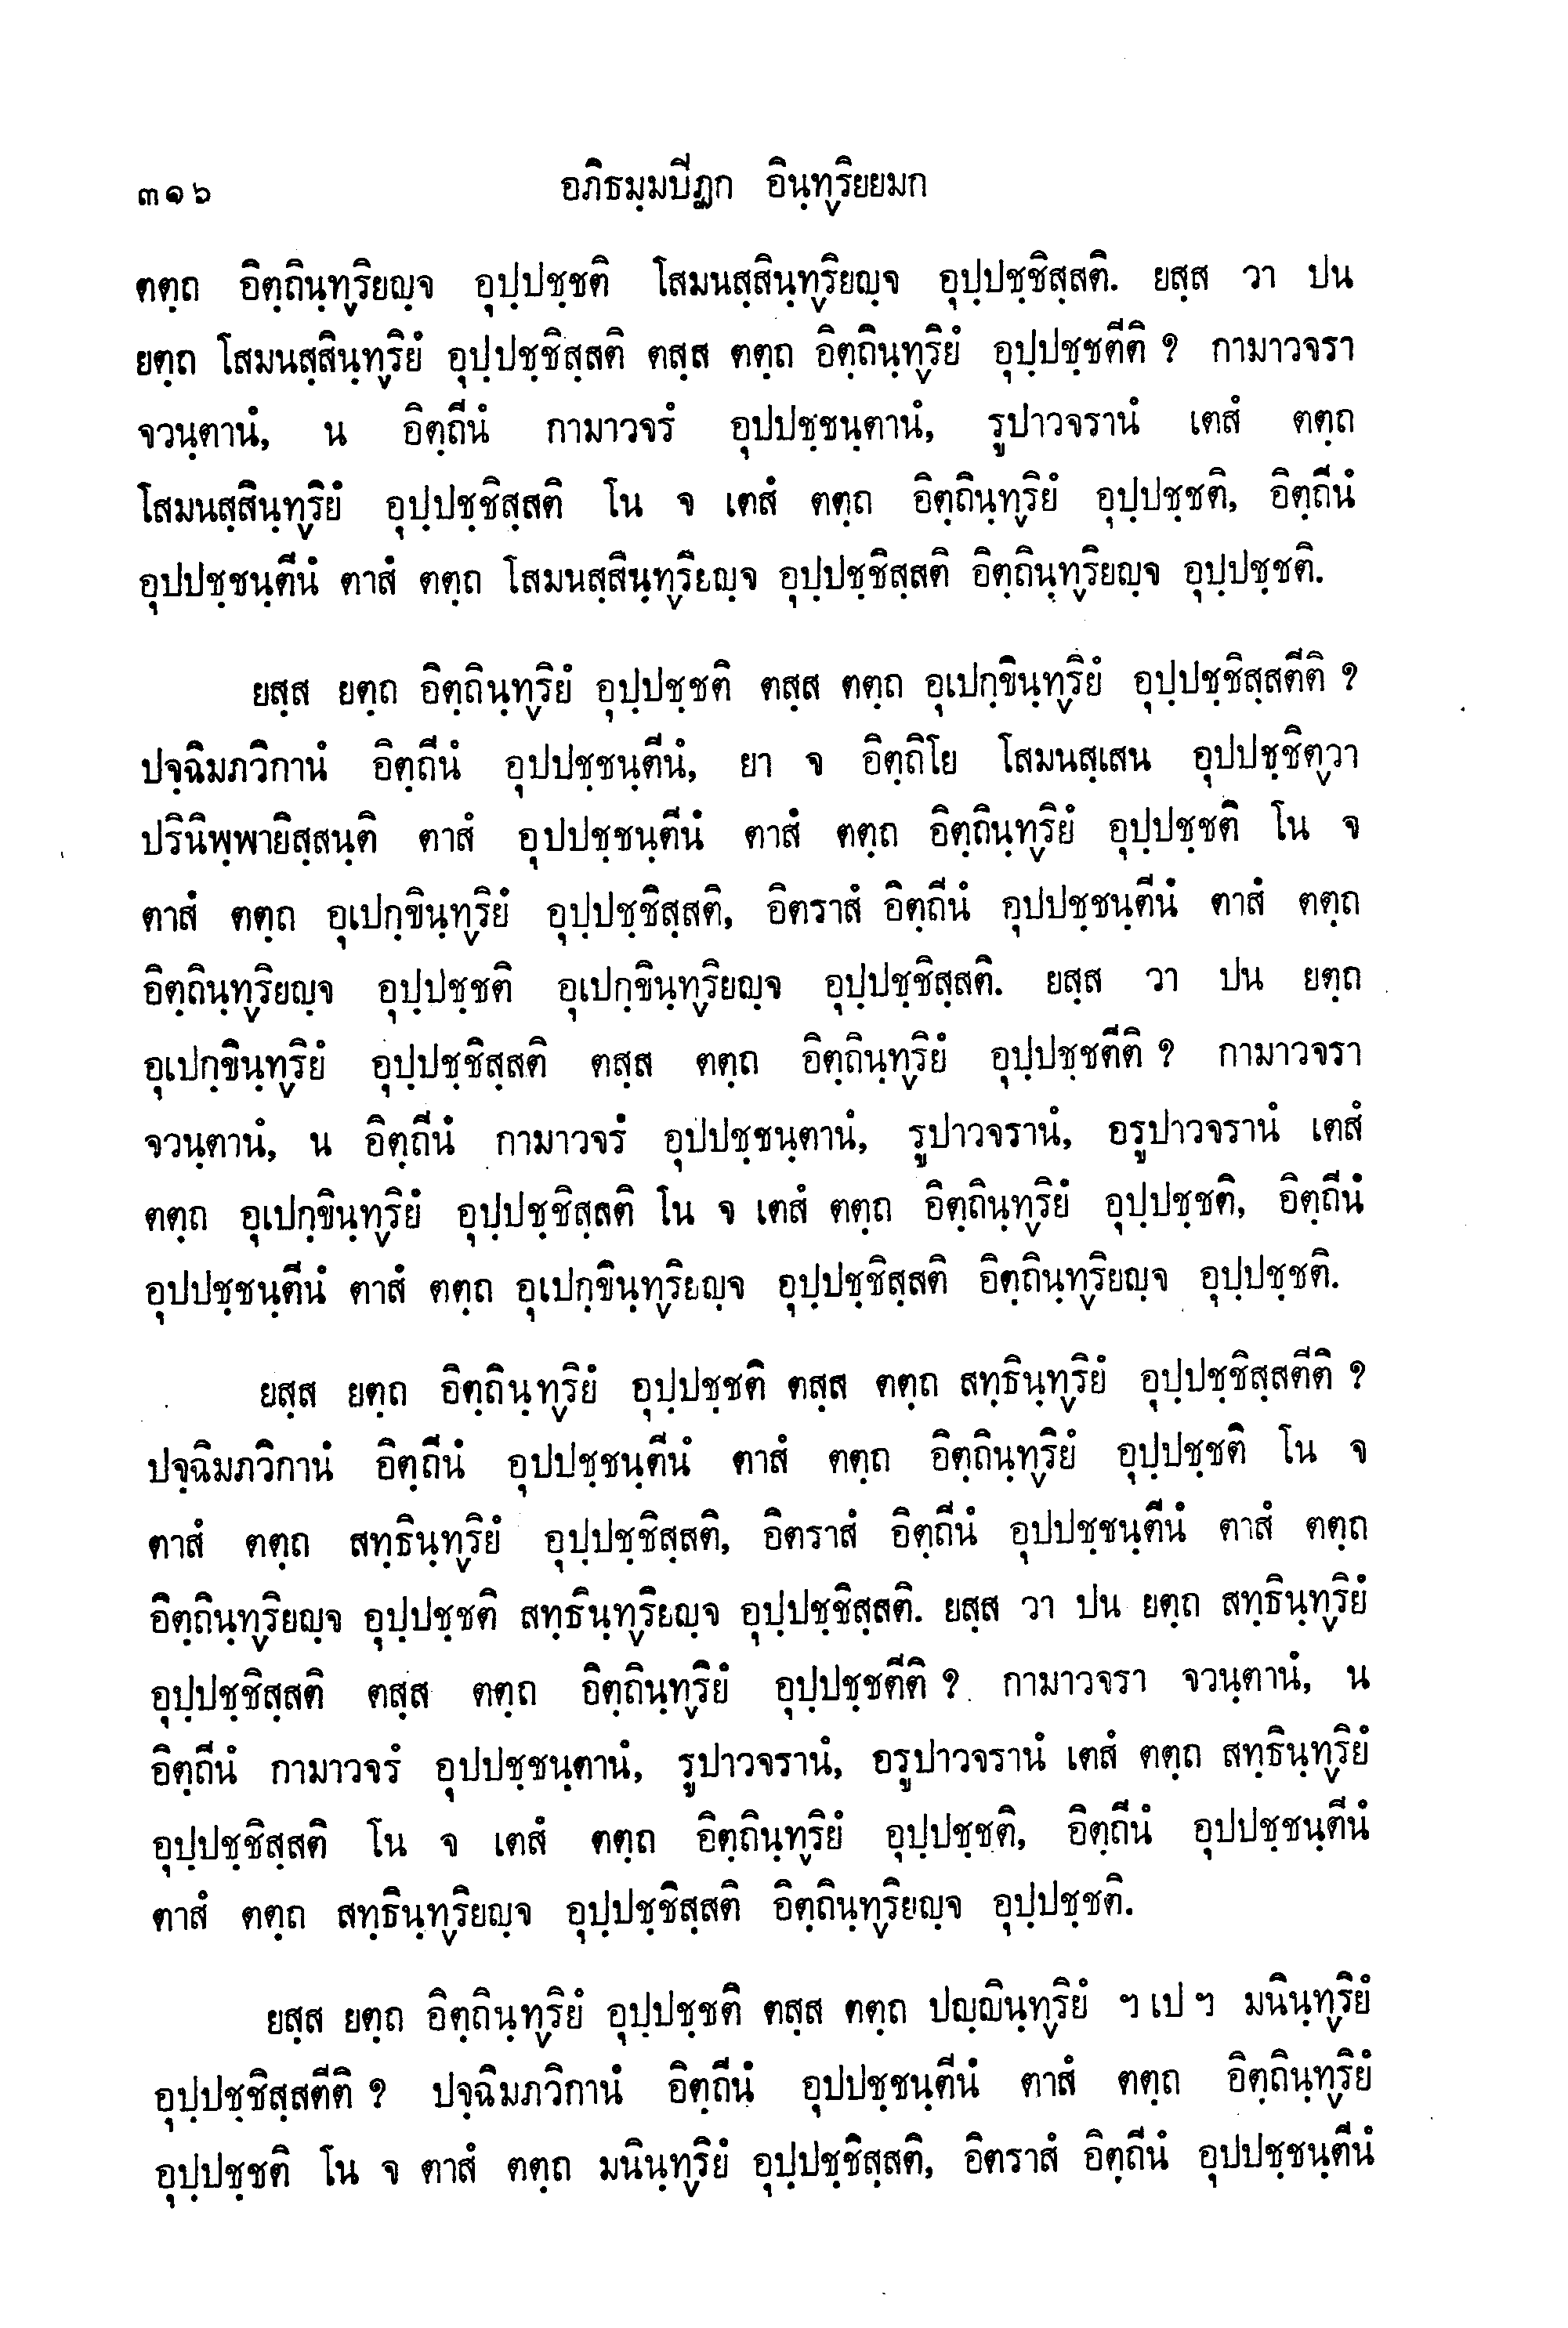 ๓๑๖ อภิธมฺมปิฏก อินฺทฺริยยมก
ตตฺถ อิตฺถินฺทฺริยญฺจ อุปฺปชฺชติ โสมนสฺสินฺทฺริยญฺจ อุปฺปชฺชิสฺสติ. ยสฺส วา ปน
ยตฺถ โสมนสฺสินฺทฺริยํ อุปฺปชฺชิสฺสติ ตสฺส ตตฺถ อิตฺถินฺทฺริยํ อุปฺปชฺชตีติ ? กามาวจรา
จวนฺตานํ, น อิตฺถีนํ กามาวจรํ อุปปชฺชนฺตานํ, รูปาวจรานํ เตสํ ตตฺถ
โสมนสฺสินฺทฺริยํ อุปฺปชฺชิสฺสติ โน จ เตสํ ตตฺถ อิตฺถินฺทฺริยํ อุปฺปชฺชติ, อิตฺถีนํ
อุปปชฺชนฺตีนํ ตาสํ ตตฺถ โสมนสฺสินฺทฺริยญฺจ อุปฺปชฺชิสฺสติ อิตฺถินฺทฺริยญฺจ อุปฺปชฺชติ.
ยสฺส ยตฺถ อิตฺถินฺทฺริยํ อุปฺปชฺชติ ตสฺส ตตฺถ อุเปกฺขินฺทฺริยํ อุปฺปชฺชิสฺสตีติ ?
ปจฺฉิมภวิกานํ อิตฺถีนํ อุปปชฺชนฺตีนํ, ยา จ อิตฺถิโย โสมนสฺเสน อุปปชฺชิตฺวา
ปรินิพฺพายิสฺสนฺติ ตาสํ อุปปชฺชนฺตีนํ ตาสํ ตตฺถ อิตฺถินฺทฺริยํ อุปฺปชฺชติ โน จ
ตาสํ ตตฺถ อุเปกฺขินฺทฺริยํ อุปฺปชฺชิสฺสติ, อิตราสํ อิตฺถีนํ อุปปชฺชนฺตีนํ ตาสํ ตตฺถ
อิตฺถินฺทฺริยญฺจ อุปฺปชฺชติ อุเปกฺขินฺทฺริยญฺจ อุปฺปชฺชิสฺสติ. ยสฺส วา ปน ยตฺถ
อุเปกฺขินฺทฺริยํ อุปฺปชฺชิสฺสติ ตสฺส ตตฺถ อิตฺถินฺทฺริยํ อุปฺปชฺชตีติ ? กามาวจรา
จวนฺตานํ, น อิตฺถีนํ กามาวจรํ อุปปชฺชนฺตานํ, รูปาวจรานํ, อรูปาวจรานํ เตสํ
ตตฺถ อุเปกฺขินฺทฺริยํ อุปฺปชฺชิสฺสติ โน จ เตสํ ตตฺถ อิตฺถินฺทฺริยํ อุปฺปชฺชติ, อิตฺถีนํ
อุปปชฺชนฺตีนํ ตาสํ ตตฺถ อุเปกฺขินฺทฺริยญฺจ อุปฺปชฺชิสฺสติ อิตฺถินฺทฺริยญฺจ อุปฺปชฺชติ.
ยสฺส ยตฺถ อิตฺถินฺทฺริยํ อุปฺปชฺชติ ตสฺส ตตฺถ สทฺธินฺทฺริยํ อุปฺปชฺชิสฺสตีติ ?
ปจฺฉิมภวิกานํ อิตฺถีนํ อุปปชฺชนฺตีนํ ตาสํ ตตฺถ อิตฺถินฺทฺริยํ อุปฺปชฺชติ โน จ
ตาสํ ตตฺถ สทฺธินฺทฺริยํ อุปฺปชฺชิสฺสติ, อิตราสํ อิตฺถีนํ อุปปชฺชนฺตีนํ ตาสํ ตตฺถ
อิตฺถินฺทฺริยญฺจ อุปฺปชฺชติ สทฺธินฺทฺริยญฺจ อุปฺปชฺชิสฺสติ. ยสฺส วา ปน ยตฺถ สทฺธินฺทฺริยํ
อุปฺปชฺชิสฺสติ ตสฺส ตตฺถ อิตฺถินฺทฺริยํ อุปฺปชฺชตีติ ? กามาวจรา จวนฺตานํ, น
อิตฺถีนํ กามาวจรํ อุปปชฺชนฺตานํ, รูปาวจรานํ, อรูปาวจรานํ เตสํ ตตฺถ สทฺธินฺทฺริยํ
อุปฺปชฺชิสฺสติ โน จ เตสํ ตตฺถ อิตฺถินฺทฺริยํ อุปฺปชฺชติ, อิตฺถีนํ อุปปชฺชนฺตีนํ
ตาสํ ตตฺถ สทฺธินฺทฺริยญฺจ อุปฺปชฺชิสฺสติ อิตฺถินฺทฺริยญฺจ อุปฺปชฺชติ.
ยสฺส ยตฺถ อิตฺถินฺทฺริยํ อุปฺปชฺชติ ตสฺส ตตฺถ ปญฺญินฺทฺริยํ ฯ เป ฯ มนินฺทฺริยํ
อุปฺปชฺชิสฺสตีติ ? ปจฺฉิมภวิกานํ อิตฺถีนํ อุปปชฺชนฺตีนํ ตาสํ ตตฺถ อิตฺถินฺทฺริยํ
อุปฺปชฺชติ โน จ ตาสํ ตตฺถ มนินฺทฺริยํ อุปฺปชฺชิสฺสติ, อิตราสํ อิตฺถีนํ อุปปชฺชนฺตีนํ